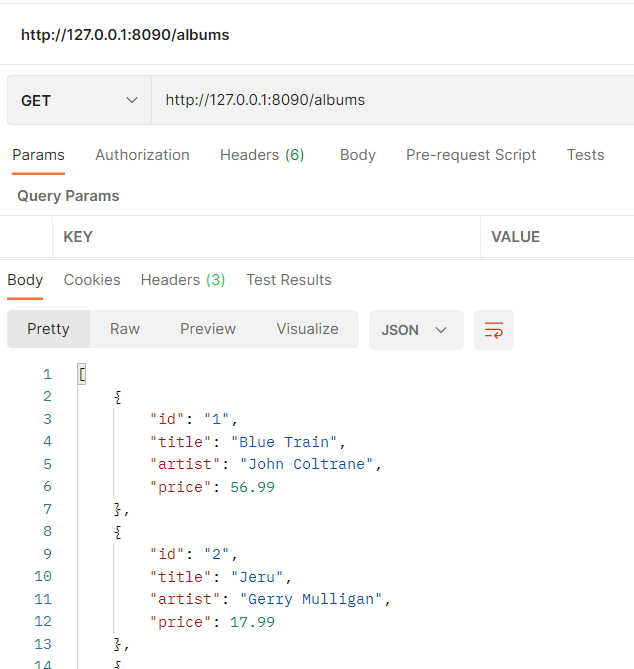 http://127.0.0.1:8090/albums
GET http://127.0.0.1:8090/albums
Params Authorization Headers (6) Body Pre-request Script Tests
Query Params
KEY VALUE
Body Cookies Headers (3) Test Results
Pretty Raw Preview Visualize JSON
1 [
2 {
3 "id": "1",
4 "title": "Blue Train",
5 "artist": "John Coltrane",
6 "price": 56.99
7 },
8 {
9 "id": "2",
10 "title": "Jeru",
11 "artist": "Gerry Mulligan",
12 "price": 17.99
13 },
14 {